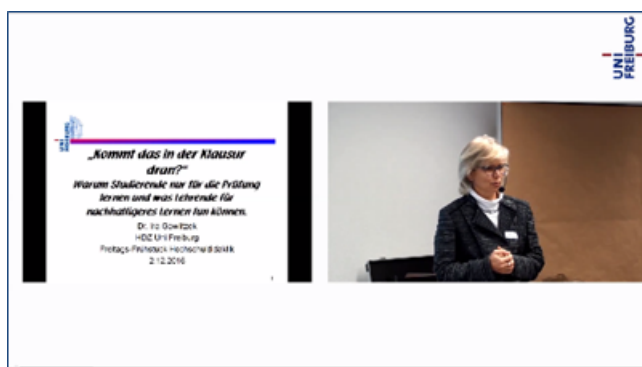 UNI
FREIBURG
„Kommt das in der Klausur
dran?“
Warum Studierende nur für die Prüfung
lernen und was Lehrende für
nachhaltigeres Lernen tun können.
Dr.
HDZ Uni Freiburg
Freitags-Frühstück Hochschuldidaktik
2.12.2016
1